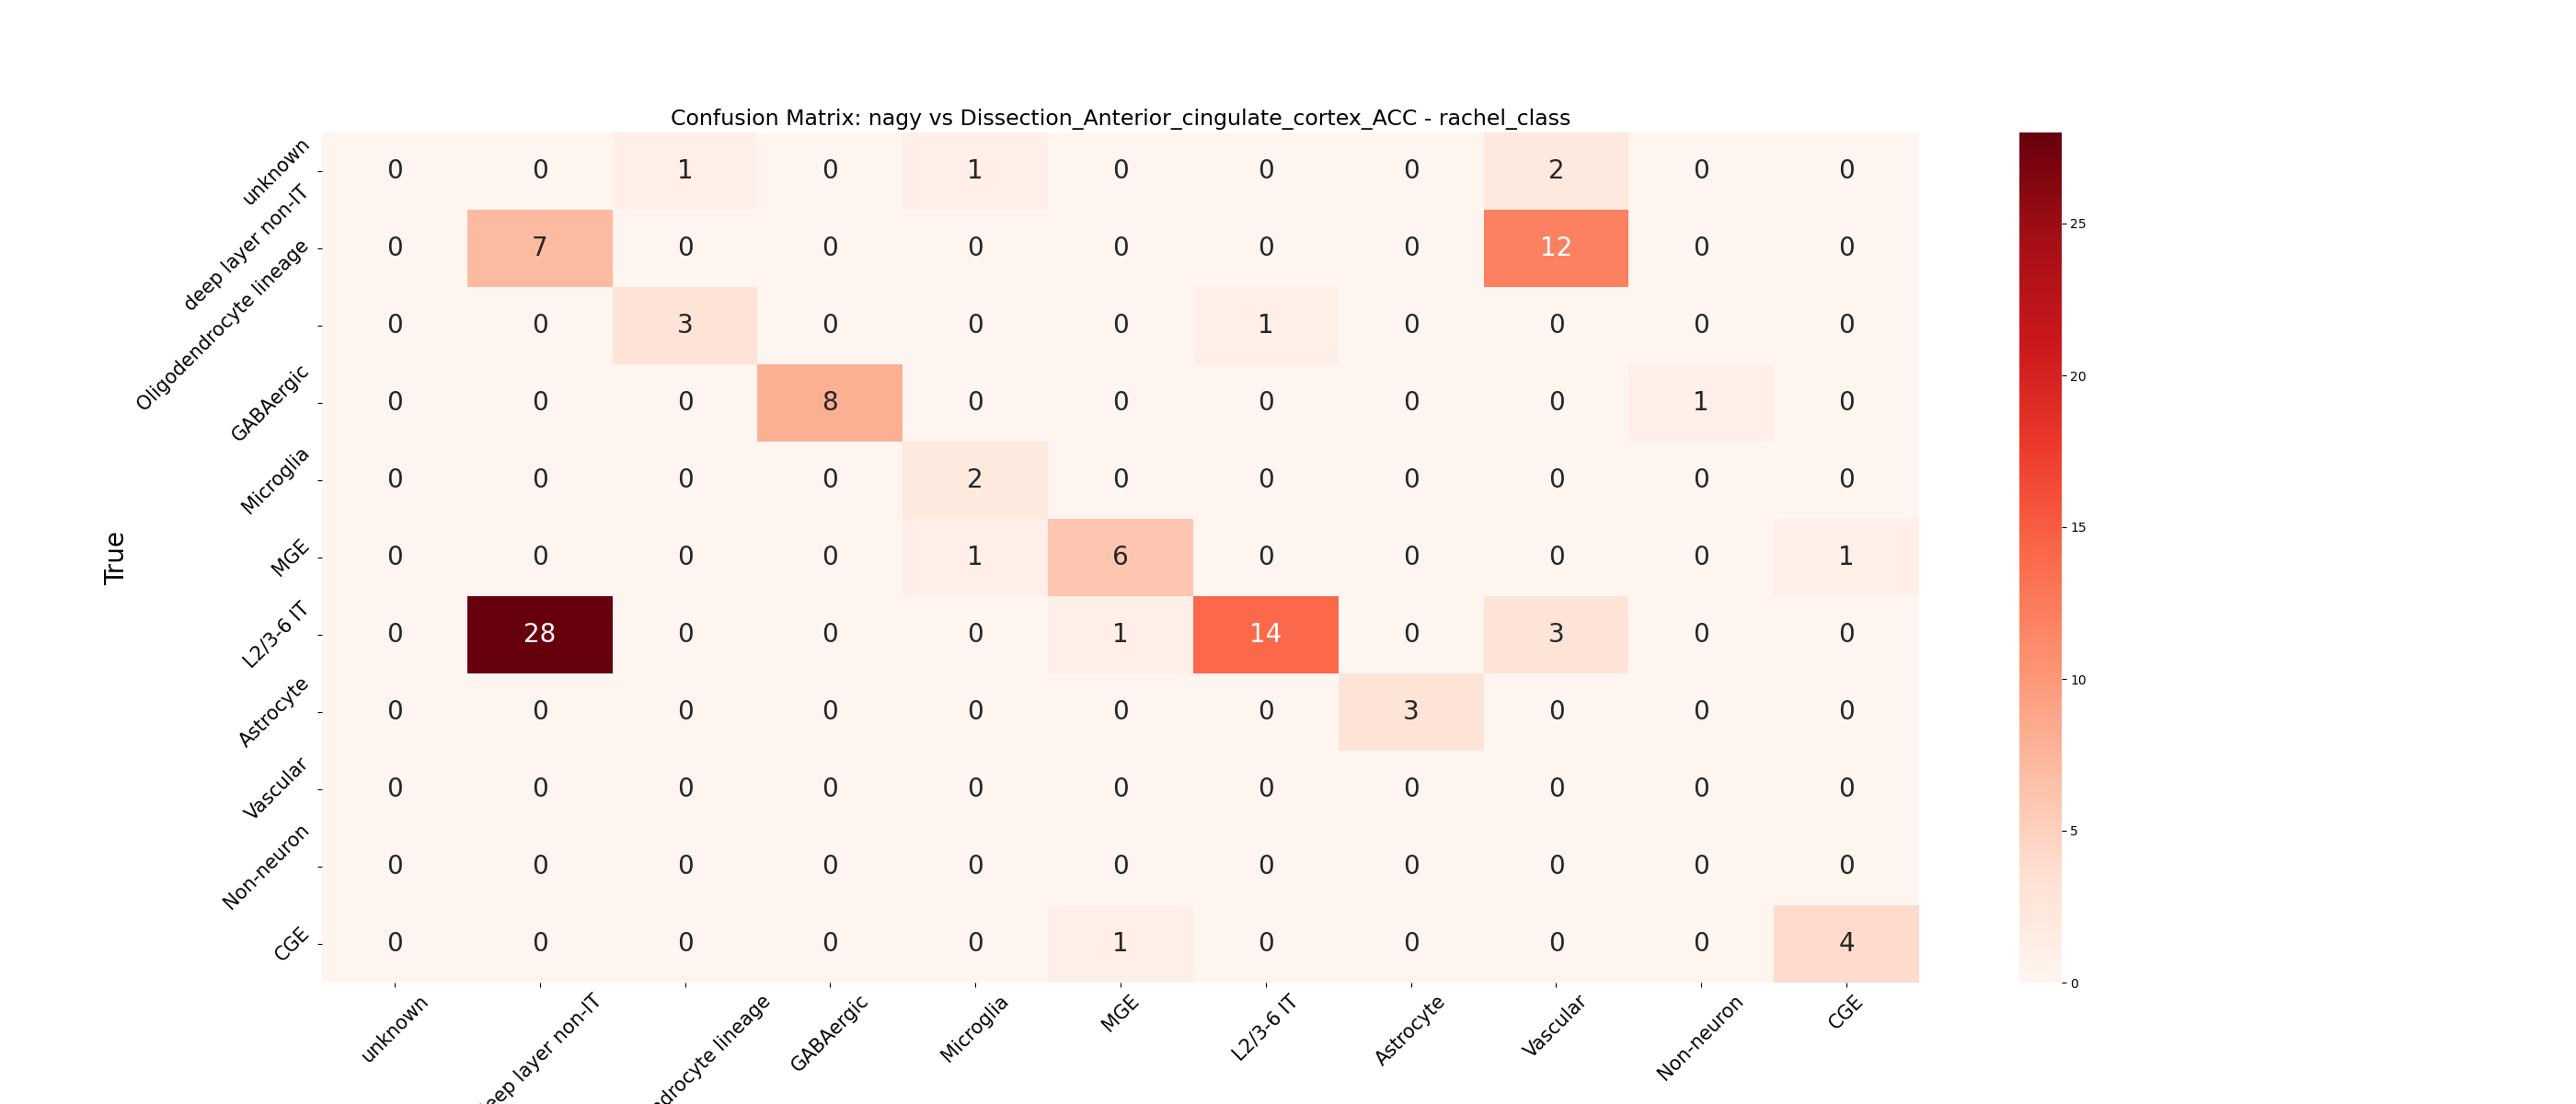 Confusion Matrix: nagy vs Dissection_Anterior_cingulate_cortex_ACC - rachel_class
True
unknown 0 0 1 0 1 0 0 0 2 0 0
deep layer non-IT 0 7 0 0 0 0 0 0 12 0 0
Oligodendrocyte lineage 0 0 3 0 0 0 1 0 0 0 0
GABAergic 0 0 0 8 0 0 0 0 0 1 0
Microglia 0 0 0 0 2 0 0 0 0 0 0
MGE 0 0 0 0 1 6 0 0 0 0 1
L2/3-6 IT 0 28 0 0 0 1 14 0 3 0 0
Astrocyte 0 0 0 0 0 0 0 3 0 0 0
Vascular 0 0 0 0 0 0 0 0 0 0 0
Non-neuron 0 0 0 0 0 0 0 0 0 0 0
CGE 0 0 0 0 0 1 0 0 0 0 4
unknown
eep layer non-IT
ndrocyte lineage
GABAergic
Microglia
MGE
L2/3-6 IT
Astrocyte
Vascular
Non-neuron
CGE
25
20
15
10
5
0